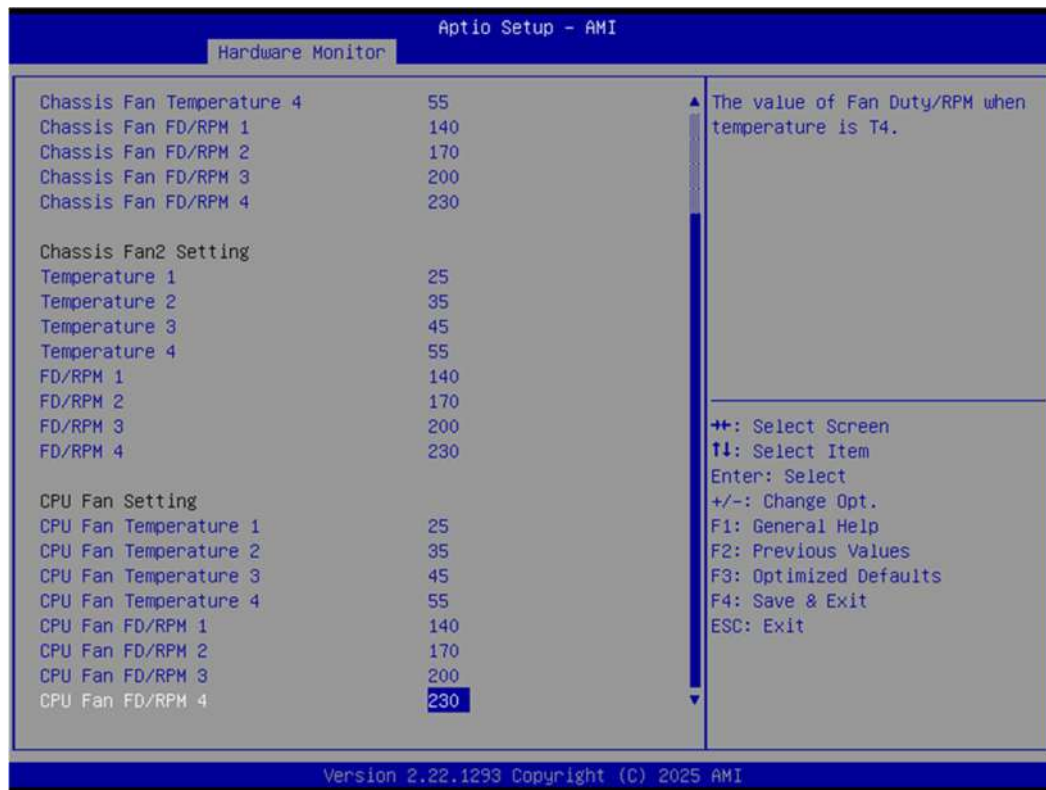 Aptio Setup – AMI
Hardware Monitor
Chassis Fan Temperature 4 55
Chassis Fan FD/RPM 1 140
Chassis Fan FD/RPM 2 170
Chassis Fan FD/RPM 3 200
Chassis Fan FD/RPM 4 230
Chassis Fan2 Setting
Temperature 1 25
Temperature 2 35
Temperature 3 45
Temperature 4 55
FD/RPM 1 140
FD/RPM 2 170
FD/RPM 3 200
FD/RPM 4 230
CPU Fan Setting
CPU Fan Temperature 1 25
CPU Fan Temperature 2 35
CPU Fan Temperature 3 45
CPU Fan Temperature 4 55
CPU Fan FD/RPM 1 140
CPU Fan FD/RPM 2 170
CPU Fan FD/RPM 3 200
CPU Fan FD/RPM 4 230
The value of Fan Duty/RPM when
temperature is T4.
→←: Select Screen
↑↓: Select Item
Enter: Select
+/-: Change Opt.
F1: General Help
F2: Previous Values
F3: Optimized Defaults
F4: Save & Exit
ESC: Exit
Version 2.22.1293 Copyright (C) 2025 AMI